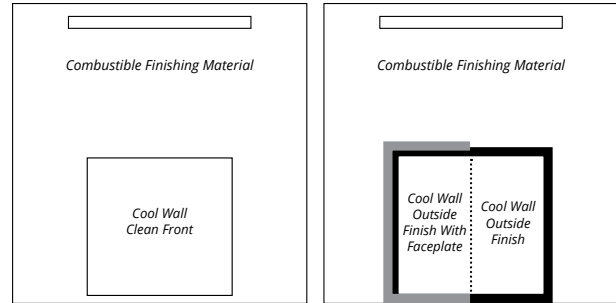 Combustible Finishing Material
Cool Wall
Clean Front
Combustible Finishing Material
Cool Wall
Outside
Finish With
Faceplate
Cool Wall
Outside
Finish